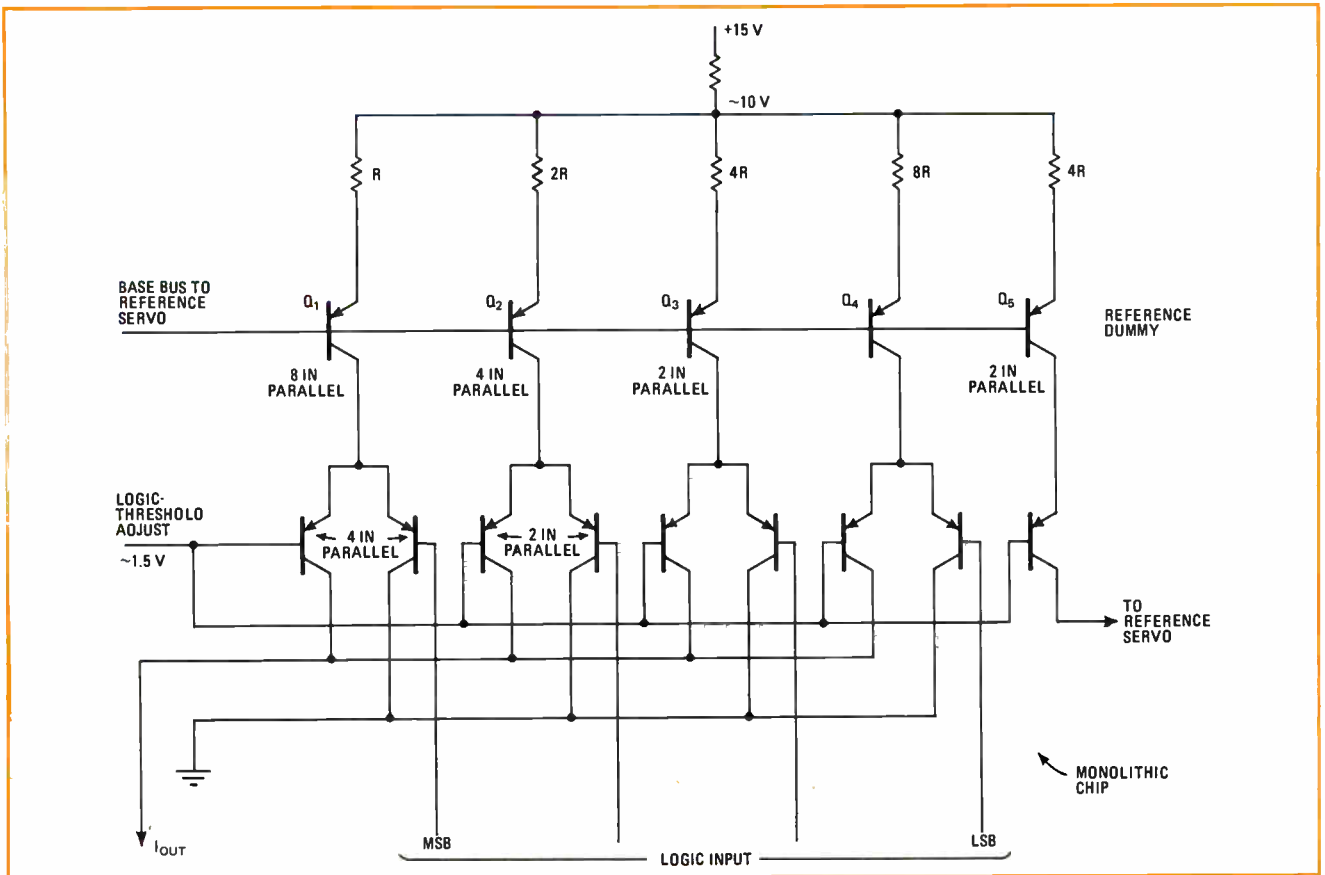 +15 V
~10 V
R
2R
4R
8R
4R
BASE BUS TO
REFERENCE
SERVO
Q1
Q2
Q3
Q4
Q5
REFERENCE
DUMMY
8 IN
PARALLEL
4 IN
PARALLEL
2 IN
PARALLEL
2 IN
PARALLEL
LOGIC-
THRESHOLD
ADJUST
~1.5 V
4 IN
PARALLEL
2 IN
PARALLEL
TO
REFERENCE
SERVO
MONOLITHIC
CHIP
IOUT
MSB
LSB
LOGIC INPUT